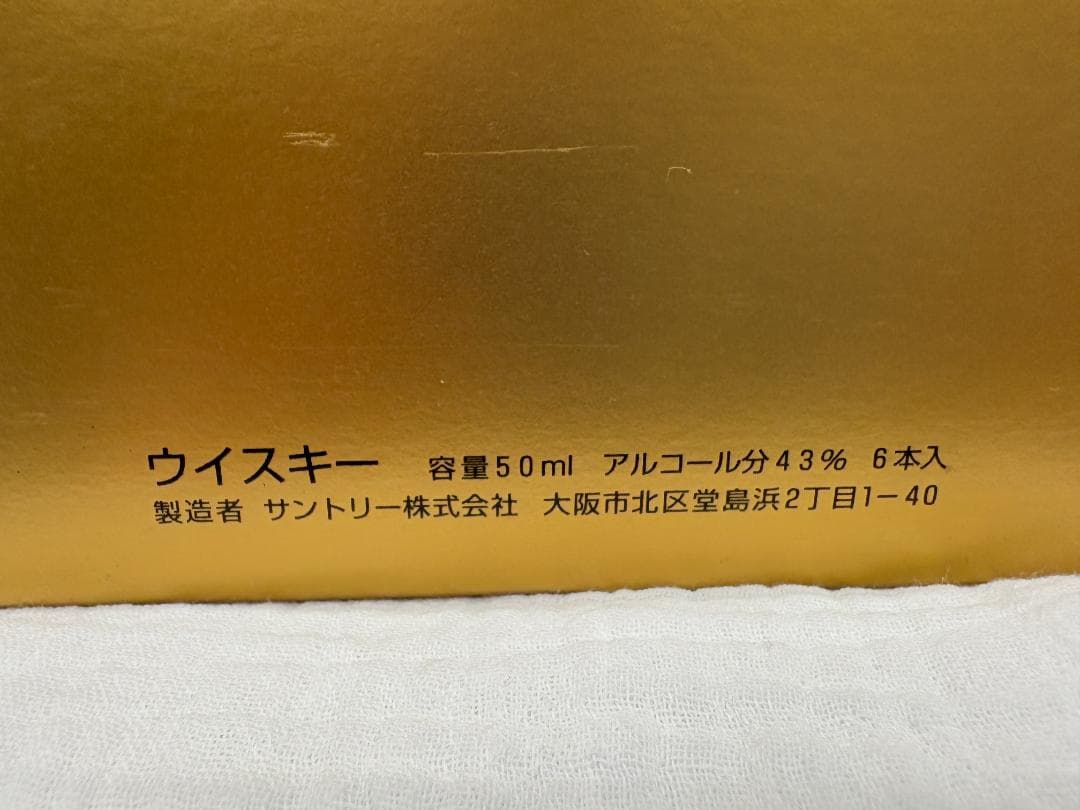 ウイスキー 容量50ml アルコール分43% 6本入
製造者 サントリー株式会社 大阪市北区堂島浜2丁目1-40